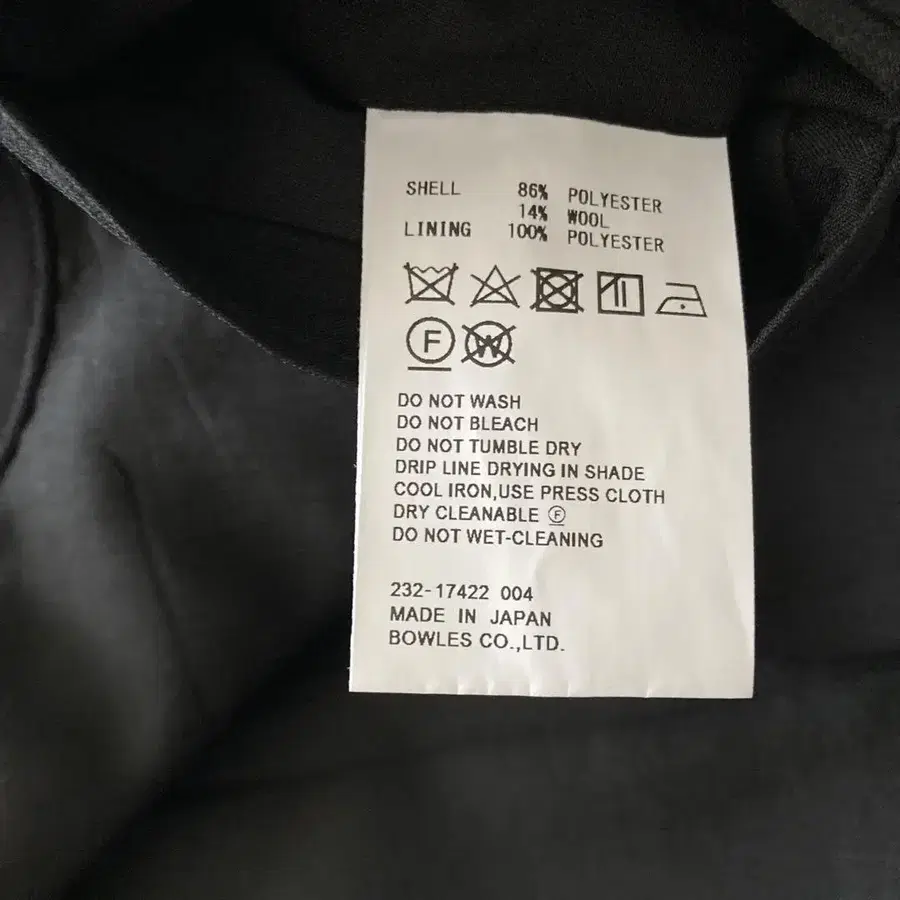 SHELL 86% POLYESTER
14% WOOL
LINING 100% POLYESTER
F W
DO NOT WASH
DO NOT BLEACH
DO NOT TUMBLE DRY
DRIP LINE DRYING IN SHADE
COOL IRON,USE PRESS CLOTH
DRY CLEANABLE Ⓕ
DO NOT WET-CLEANING
232-17422 004
MADE IN JAPAN
BOWLES CO.,LTD.